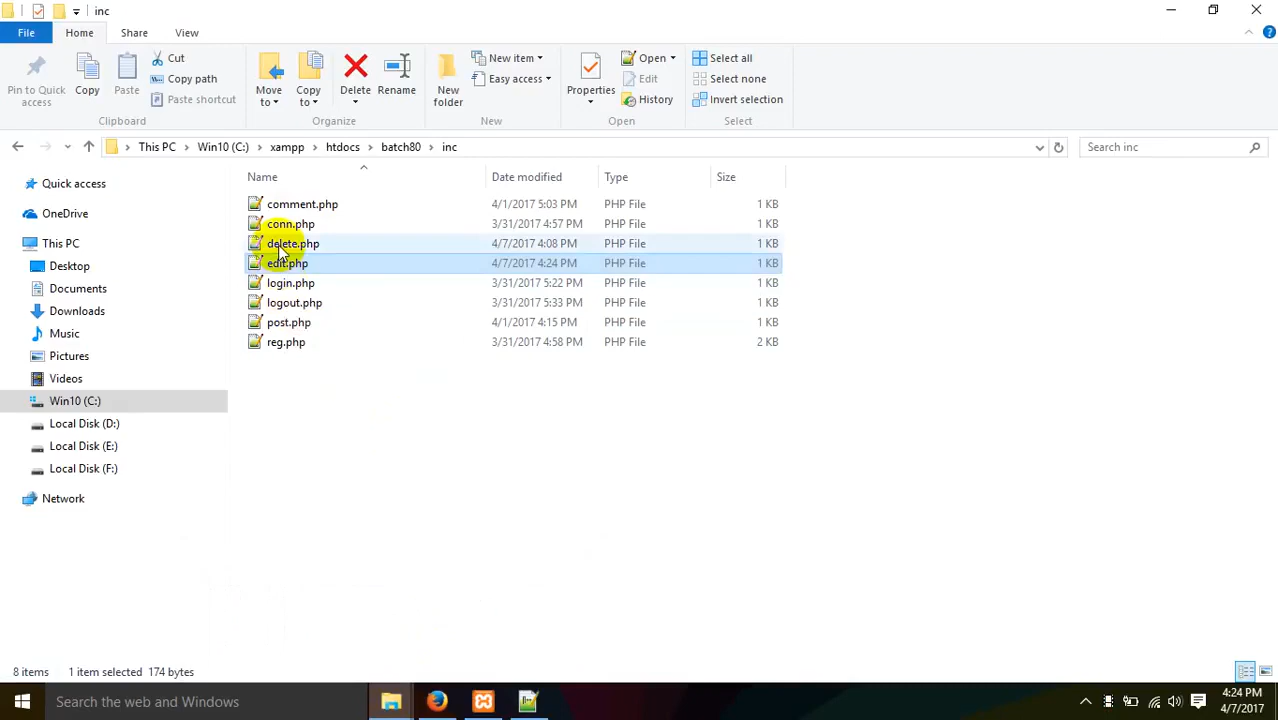 inc
File Home Share View
Pin to Quick access
Copy
Paste
Cut
Copy path
Paste shortcut
Clipboard
Move to
Copy to
Delete
Rename
Organize
New folder
New item
Easy access
New
Properties
Open
Edit
History
Open
Select all
Select none
Invert selection
Select
This PC > Win10 (C:) > xampp > htdocs > batch80 > inc
Search inc
Name Date modified Type Size
comment.php 4/1/2017 5:03 PM PHP File 1 KB
conn.php 3/31/2017 4:57 PM PHP File 1 KB
delete.php 4/7/2017 4:08 PM PHP File 1 KB
edit.php 4/7/2017 4:24 PM PHP File 1 KB
login.php 3/31/2017 5:22 PM PHP File 1 KB
logout.php 3/31/2017 5:33 PM PHP File 1 KB
post.php 4/1/2017 4:15 PM PHP File 1 KB
reg.php 3/31/2017 4:58 PM PHP File 2 KB
Quick access
OneDrive
This PC
Desktop
Documents
Downloads
Music
Pictures
Videos
Win10 (C:)
Local Disk (D:)
Local Disk (E:)
Local Disk (F:)
Network
8 items 1 item selected 174 bytes
Search the web and Windows
4:24 PM
4/7/2017